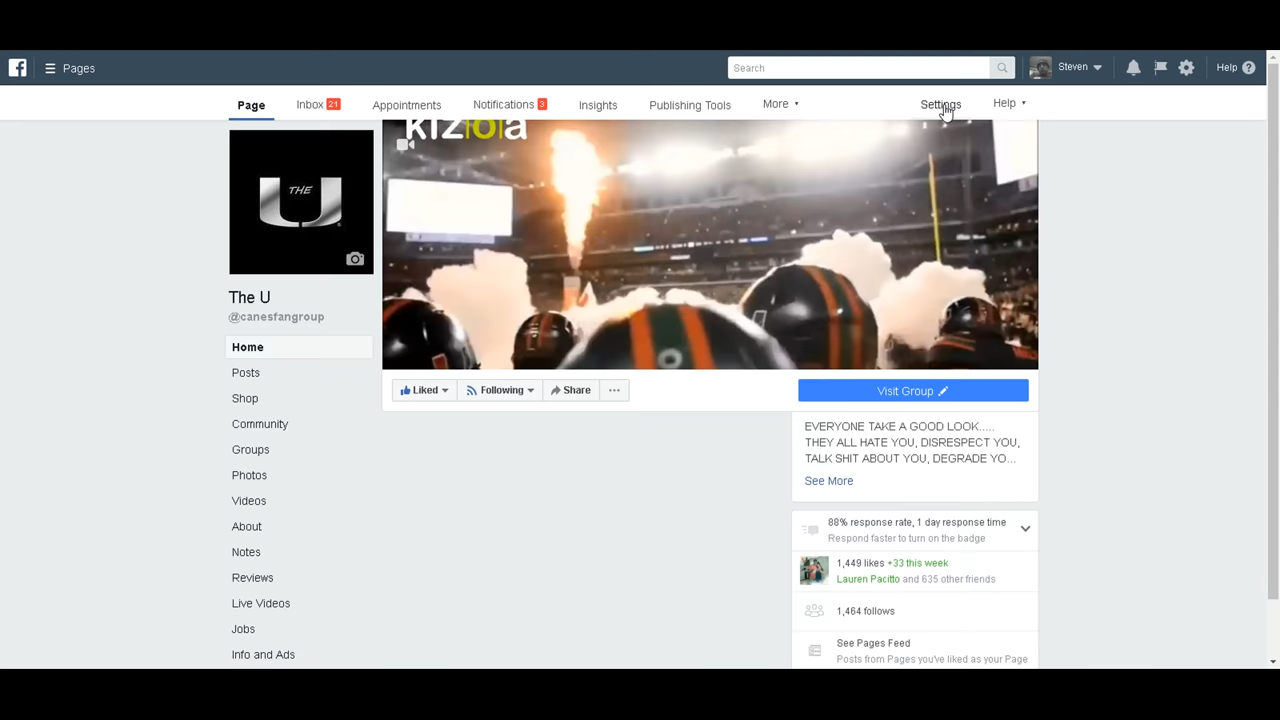 Pages
Search
Steven
Help
Page
Inbox 21
Appointments
Notifications 3
Insights
Publishing Tools
More
Settings
Help
kizoa
THE
The U
@canesfangroup
Home
Posts
Shop
Community
Groups
Photos
Videos
About
Notes
Reviews
Live Videos
Jobs
Info and Ads
Liked
Following
Share
Visit Group
EVERYONE TAKE A GOOD LOOK.....
THEY ALL HATE YOU, DISRESPECT YOU,
TALK SHIT ABOUT YOU, DEGRADE YO...
See More
88% response rate, 1 day response time
Respond faster to turn on the badge
1,449 likes +33 this week
Lauren Pacitto and 635 other friends
1,464 follows
See Pages Feed
Posts from Pages you've liked as your Page